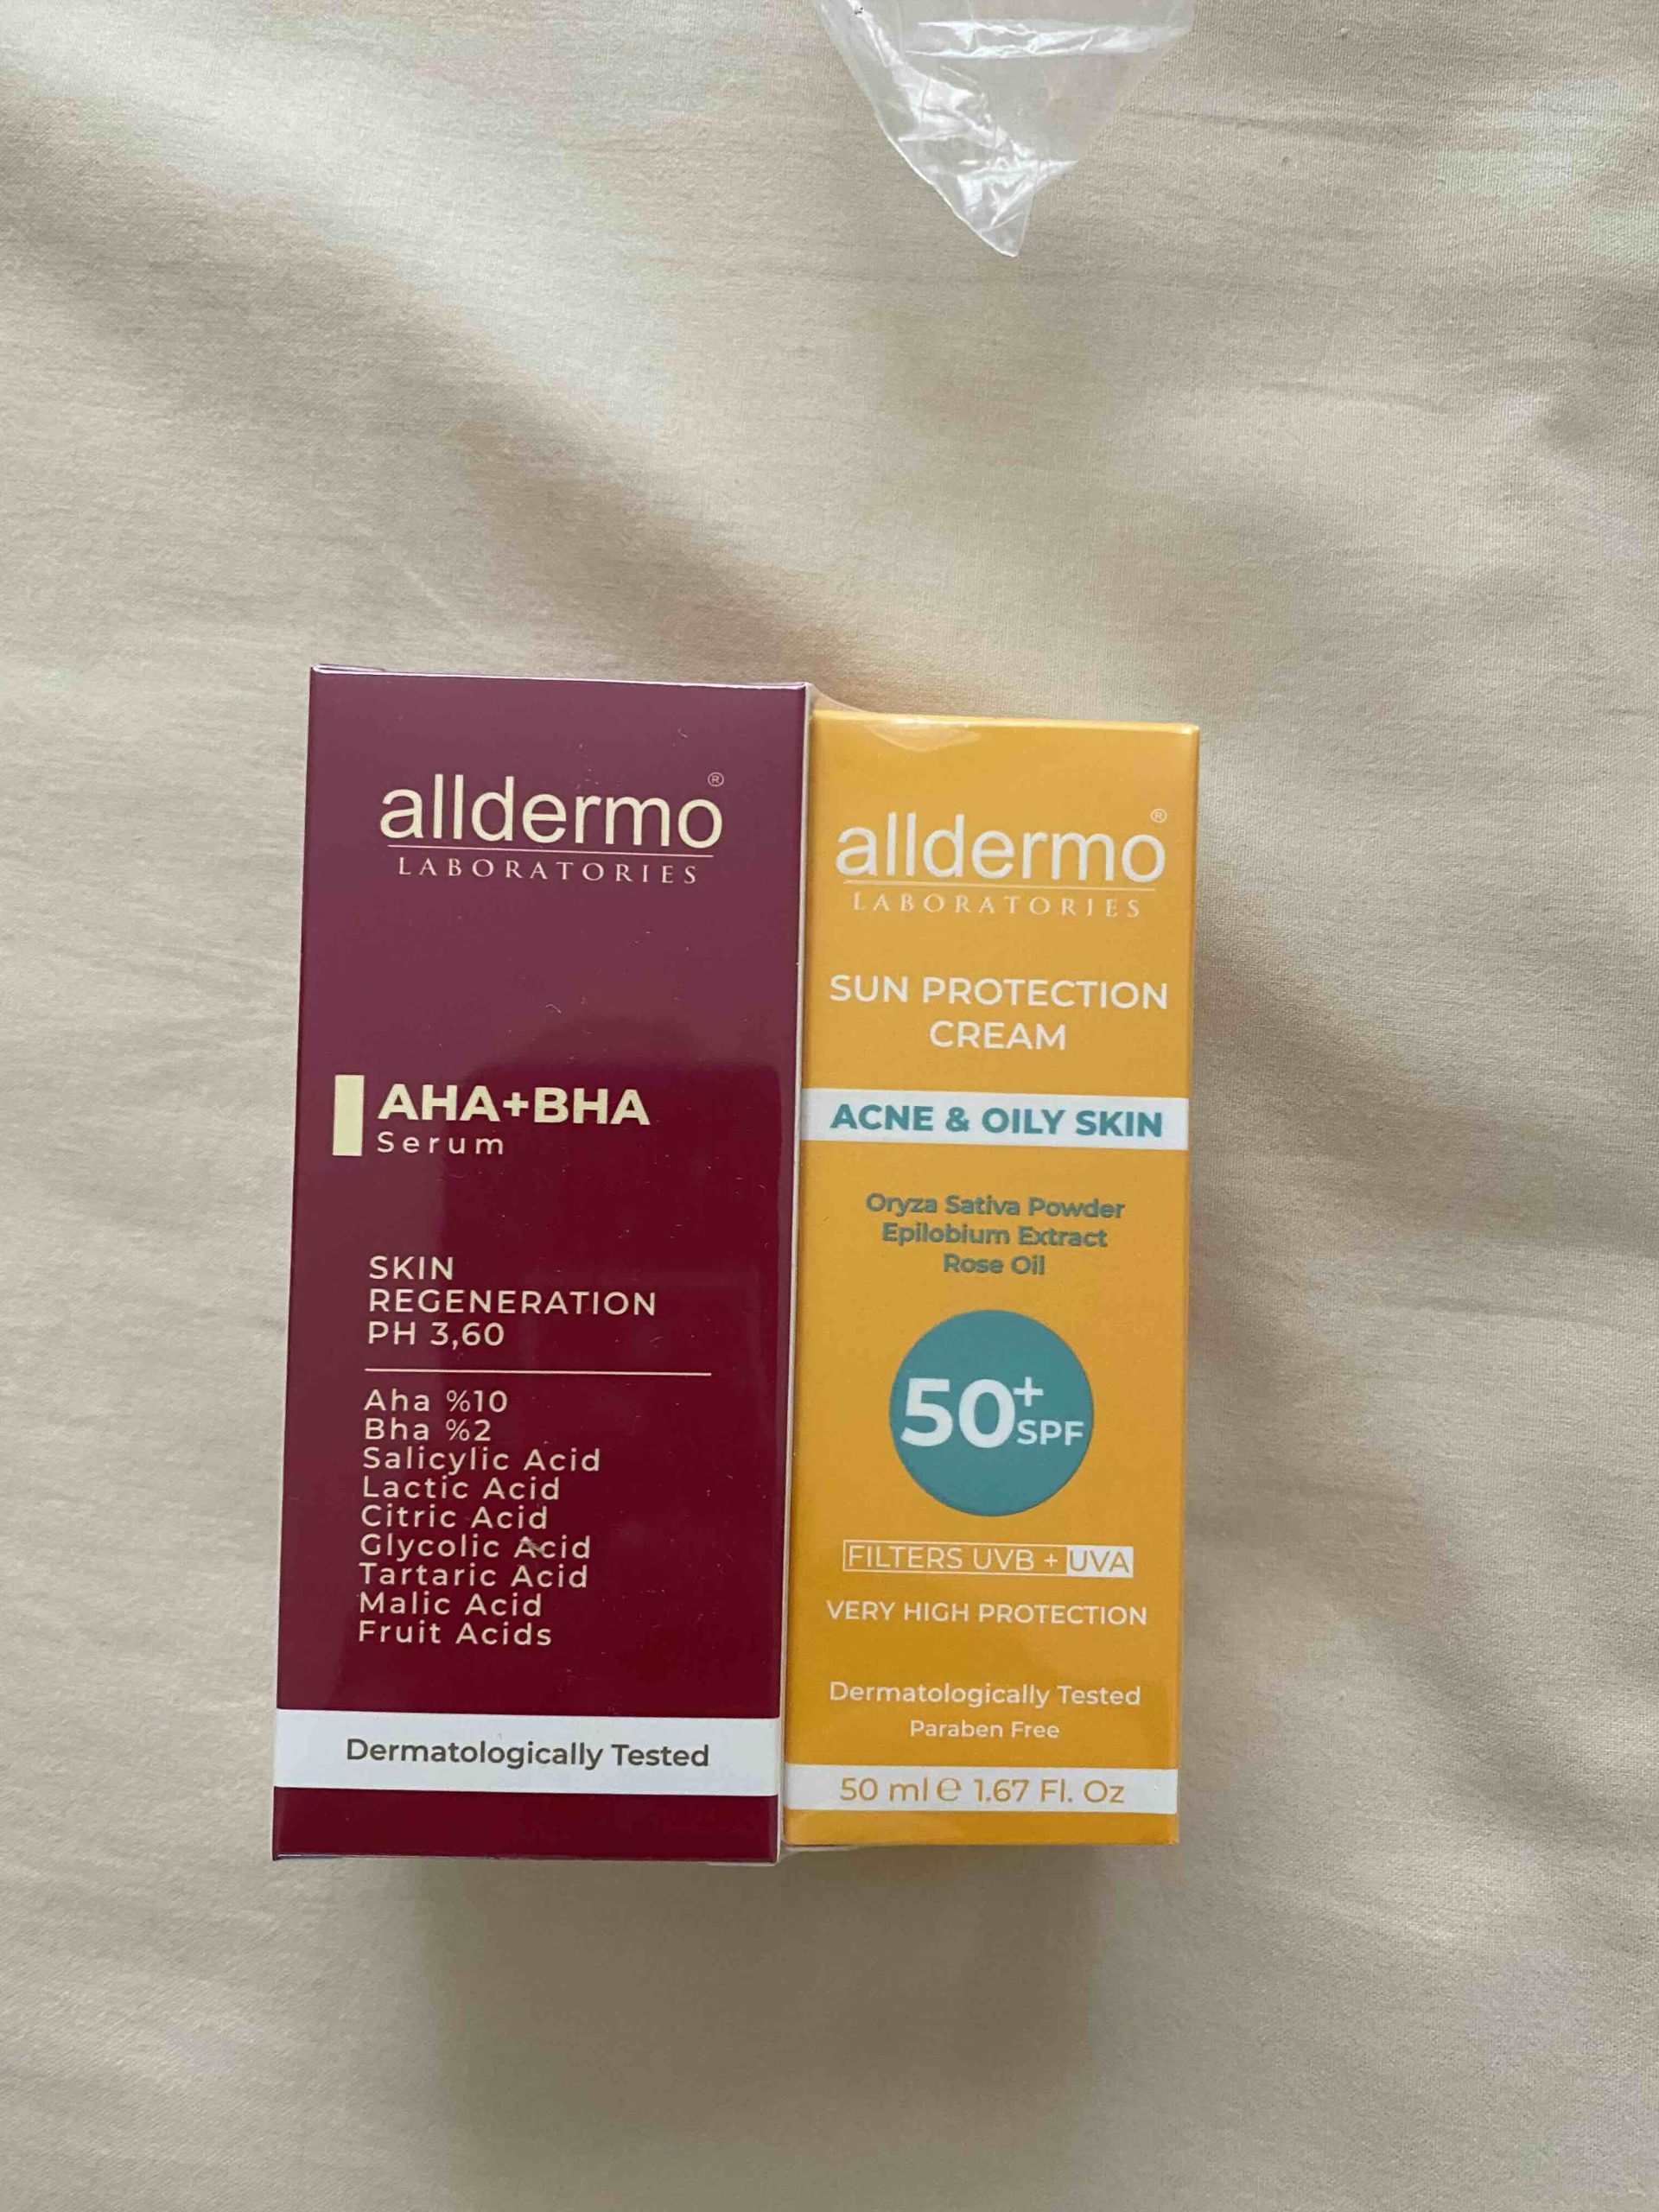 alldermo®
LABORATORIES
AHA+BHA
Serum
SKIN
REGENERATION
PH 3,60
Aha %10
Bha %2
Salicylic Acid
Lactic Acid
Citric Acid
Glycolic Acid
Tartaric Acid
Malic Acid
Fruit Acids
Dermatologically Tested
alldermo®
LABORATORIES
SUN PROTECTION
CREAM
ACNE & OILY SKIN
Oryza Sativa Powder
Epilobium Extract
Rose Oil
50+
SPF
FILTERS UVB + UVA
VERY HIGH PROTECTION
Dermatologically Tested
Paraben Free
50 ml ℮ 1.67 Fl. Oz